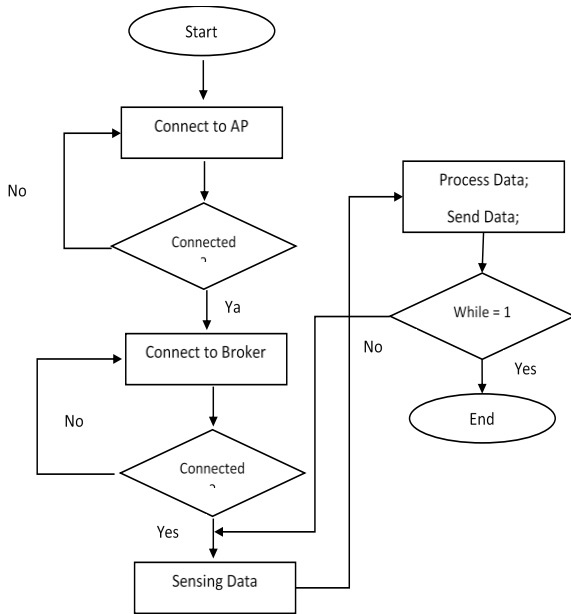 Start
Connect to AP
No
Connected
Ya
Connect to Broker
No
Connected
Yes
Sensing Data
Process Data;
Send Data;
While = 1
No
Yes
End